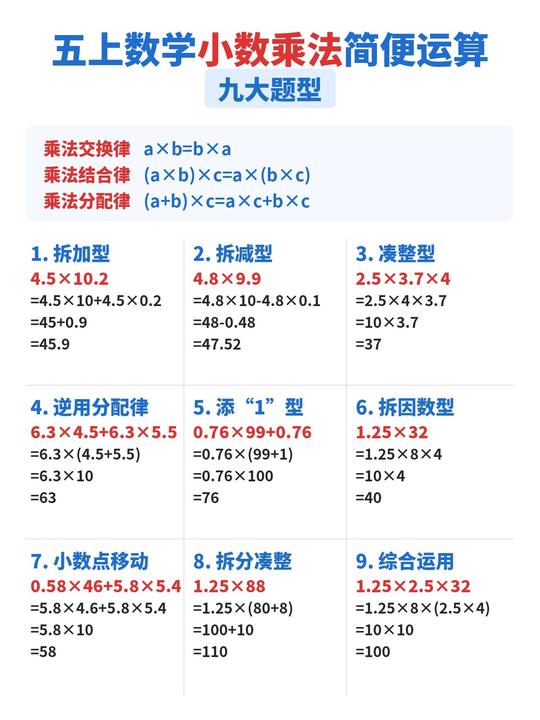 五上数学小数乘法简便运算
九大题型
乘法交换律 a×b=b×a
乘法结合律 (a×b)×c=a×(b×c)
乘法分配律 (a+b)×c=a×c+b×c
1. 拆加型
4.5×10.2
=4.5×10+4.5×0.2
=45+0.9
=45.9
2. 拆减型
4.8×9.9
=4.8×10-4.8×0.1
=48-0.48
=47.52
3. 凑整型
2.5×3.7×4
=2.5×4×3.7
=10×3.7
=37
4. 逆用分配律
6.3×4.5+6.3×5.5
=6.3×(4.5+5.5)
=6.3×10
=63
5. 添“1”型
0.76×99+0.76
=0.76×(99+1)
=0.76×100
=76
6. 拆因数型
1.25×32
=1.25×8×4
=10×4
=40
7. 小数点移动
0.58×46+5.8×5.4
=5.8×4.6+5.8×5.4
=5.8×10
=58
8. 拆分凑整
1.25×88
=1.25×(80+8)
=100+10
=110
9. 综合运用
1.25×2.5×32
=1.25×8×(2.5×4)
=10×10
=100